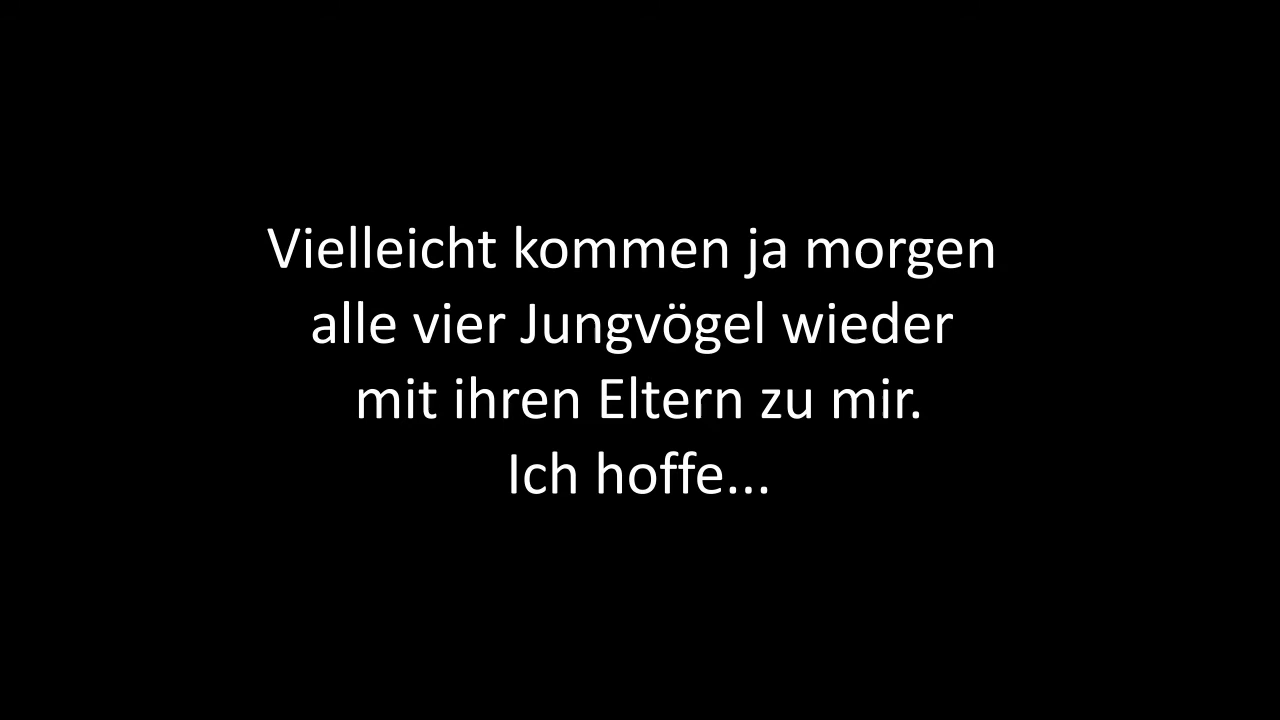 Vielleicht kommen ja morgen
alle vier Jungvögel wieder
mit ihren Eltern zu mir.
Ich hoffe...